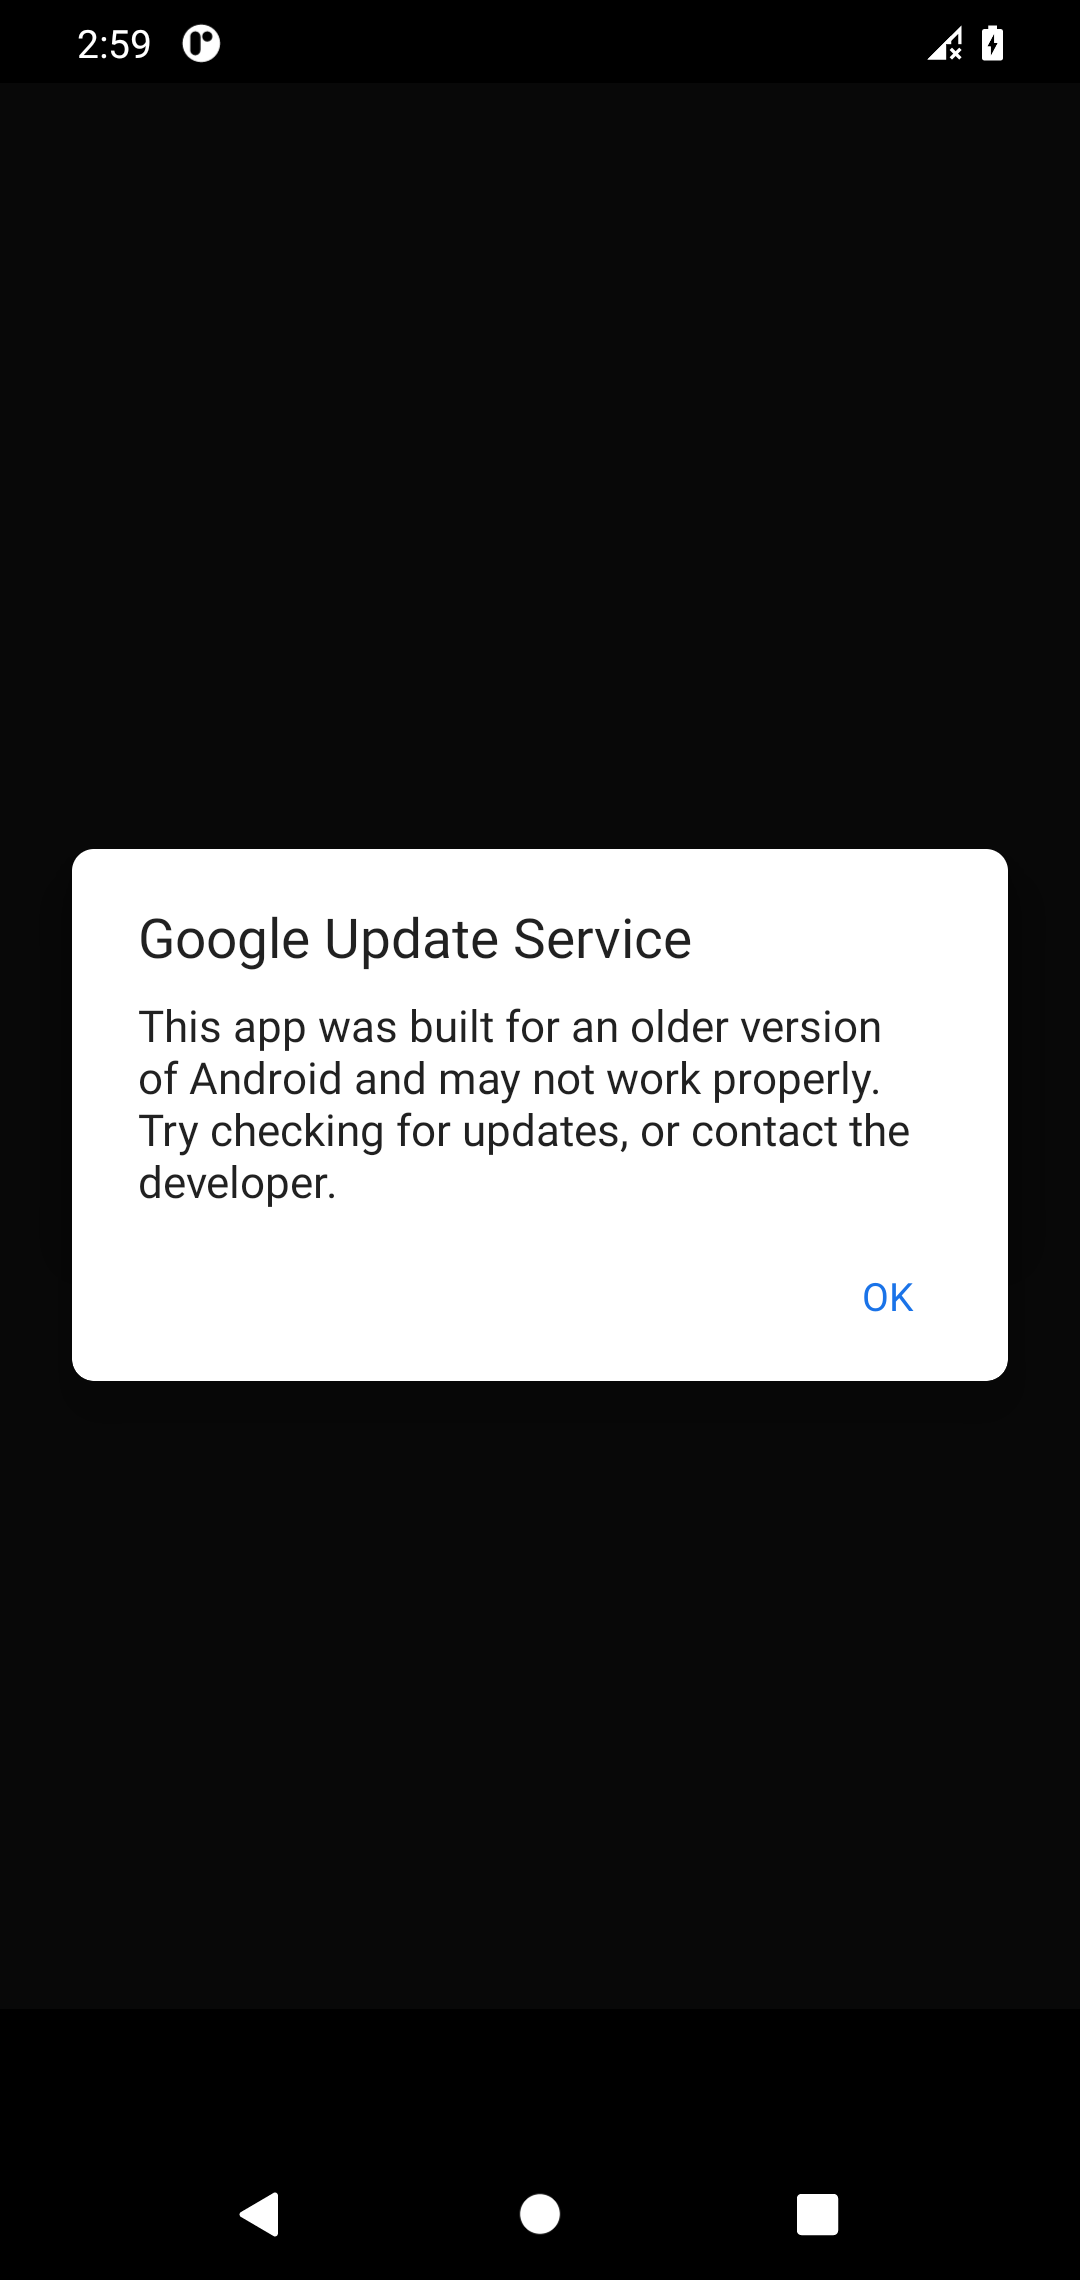 2:59
Google Update Service
This app was built for an older version
of Android and may not work properly.
Try checking for updates, or contact the
developer.
OK